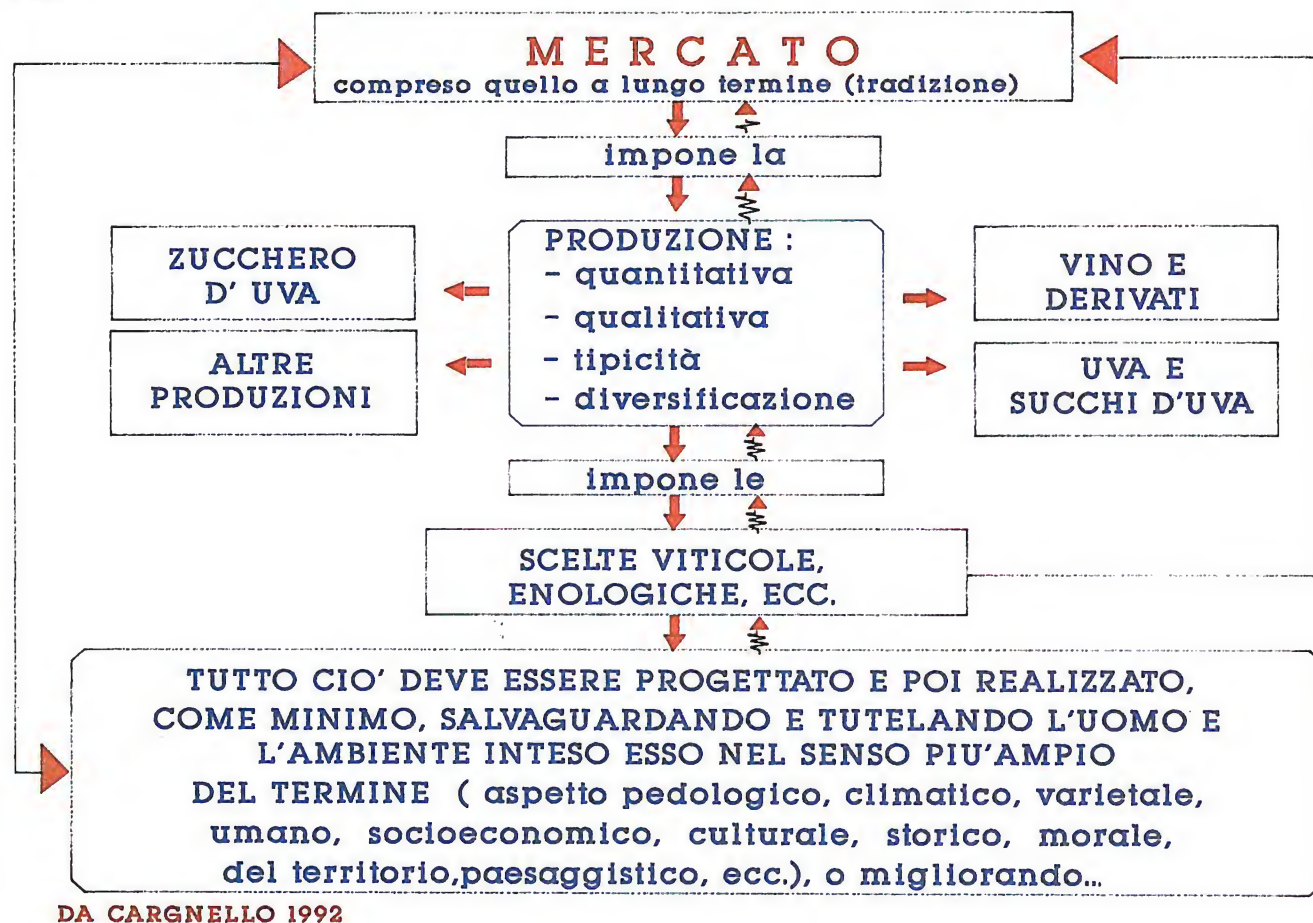 MERCATO
compreso quello a lungo termine (tradizione)
impone la
ZUCCHERO
D' UVA
ALTRE
PRODUZIONI
PRODUZIONE :
- quantitativa
- qualitativa
- tipicità
- diversificazione
VINO E
DERIVATI
UVA E
SUCCHI D'UVA
impone le
SCELTE VITICOLE,
ENOLOGICHE, ECC.
TUTTO CIO' DEVE ESSERE PROGETTATO E POI REALIZZATO,
COME MINIMO, SALVAGUARDANDO E TUTELANDO L'UOMO E
L'AMBIENTE INTESO ESSO NEL SENSO PIU'AMPIO
DEL TERMINE ( aspetto pedologico, climatico, varietale,
umano, socioeconomico, culturale, storico, morale,
del territorio,paesaggistico, ecc.), o migliorando...
DA CARGNELLO 1992